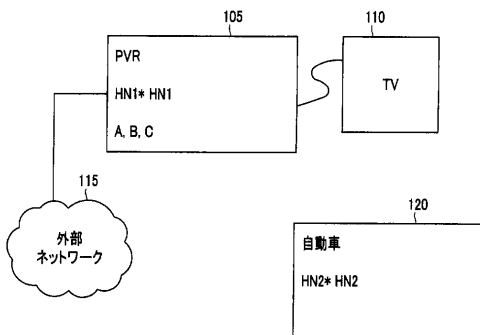 105
PVR
HN1* HN1
A, B, C
110
TV
115
外部
ネットワーク
120
自動車
HN2* HN2